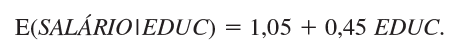 E(SALÁRIO|EDUC) = 1,05 + 0,45 EDUC.